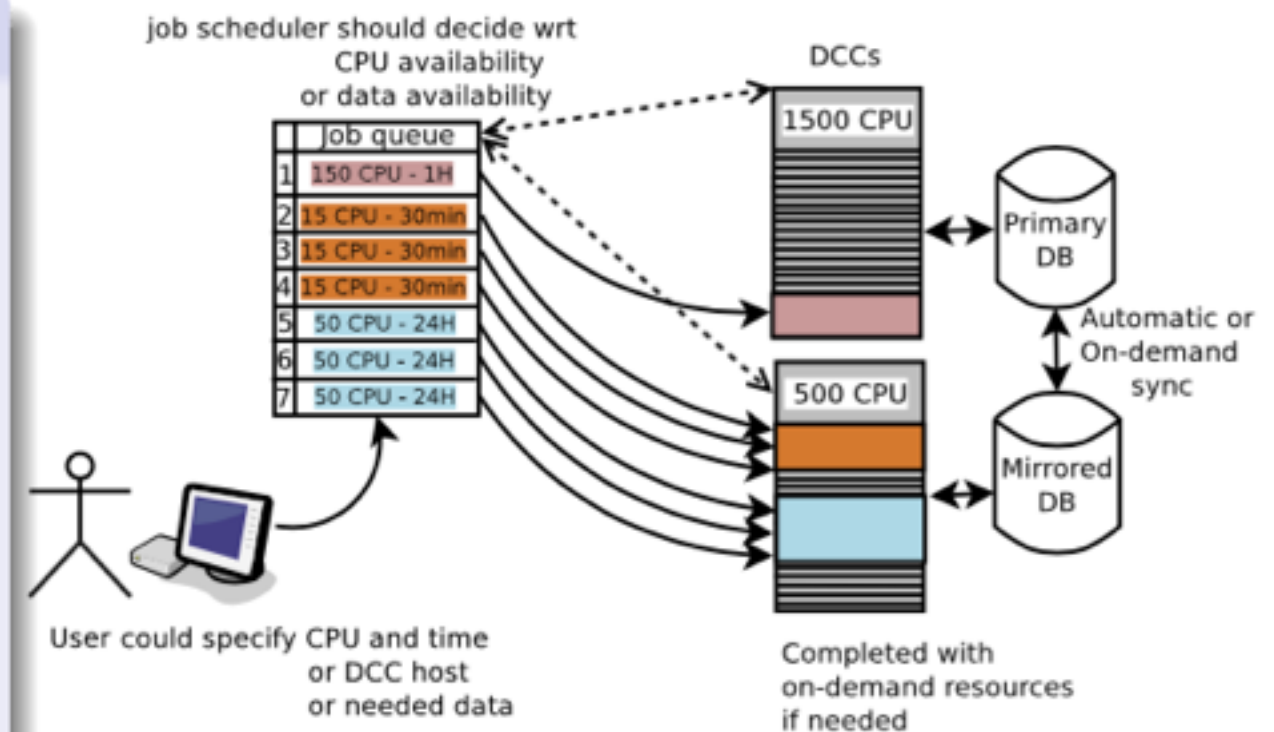 job scheduler should decide wrt
CPU availability
or data availability
DCCs
Job queue
1 150 CPU - 1H
2 15 CPU - 30min
3 15 CPU - 30min
4 15 CPU - 30min
5 50 CPU - 24H
6 50 CPU - 24H
7 50 CPU - 24H
1500 CPU
Primary
DB
Automatic or
On-demand
sync
500 CPU
Mirrored
DB
User could specify CPU and time
or DCC host
or needed data
Completed with
on-demand resources
if needed